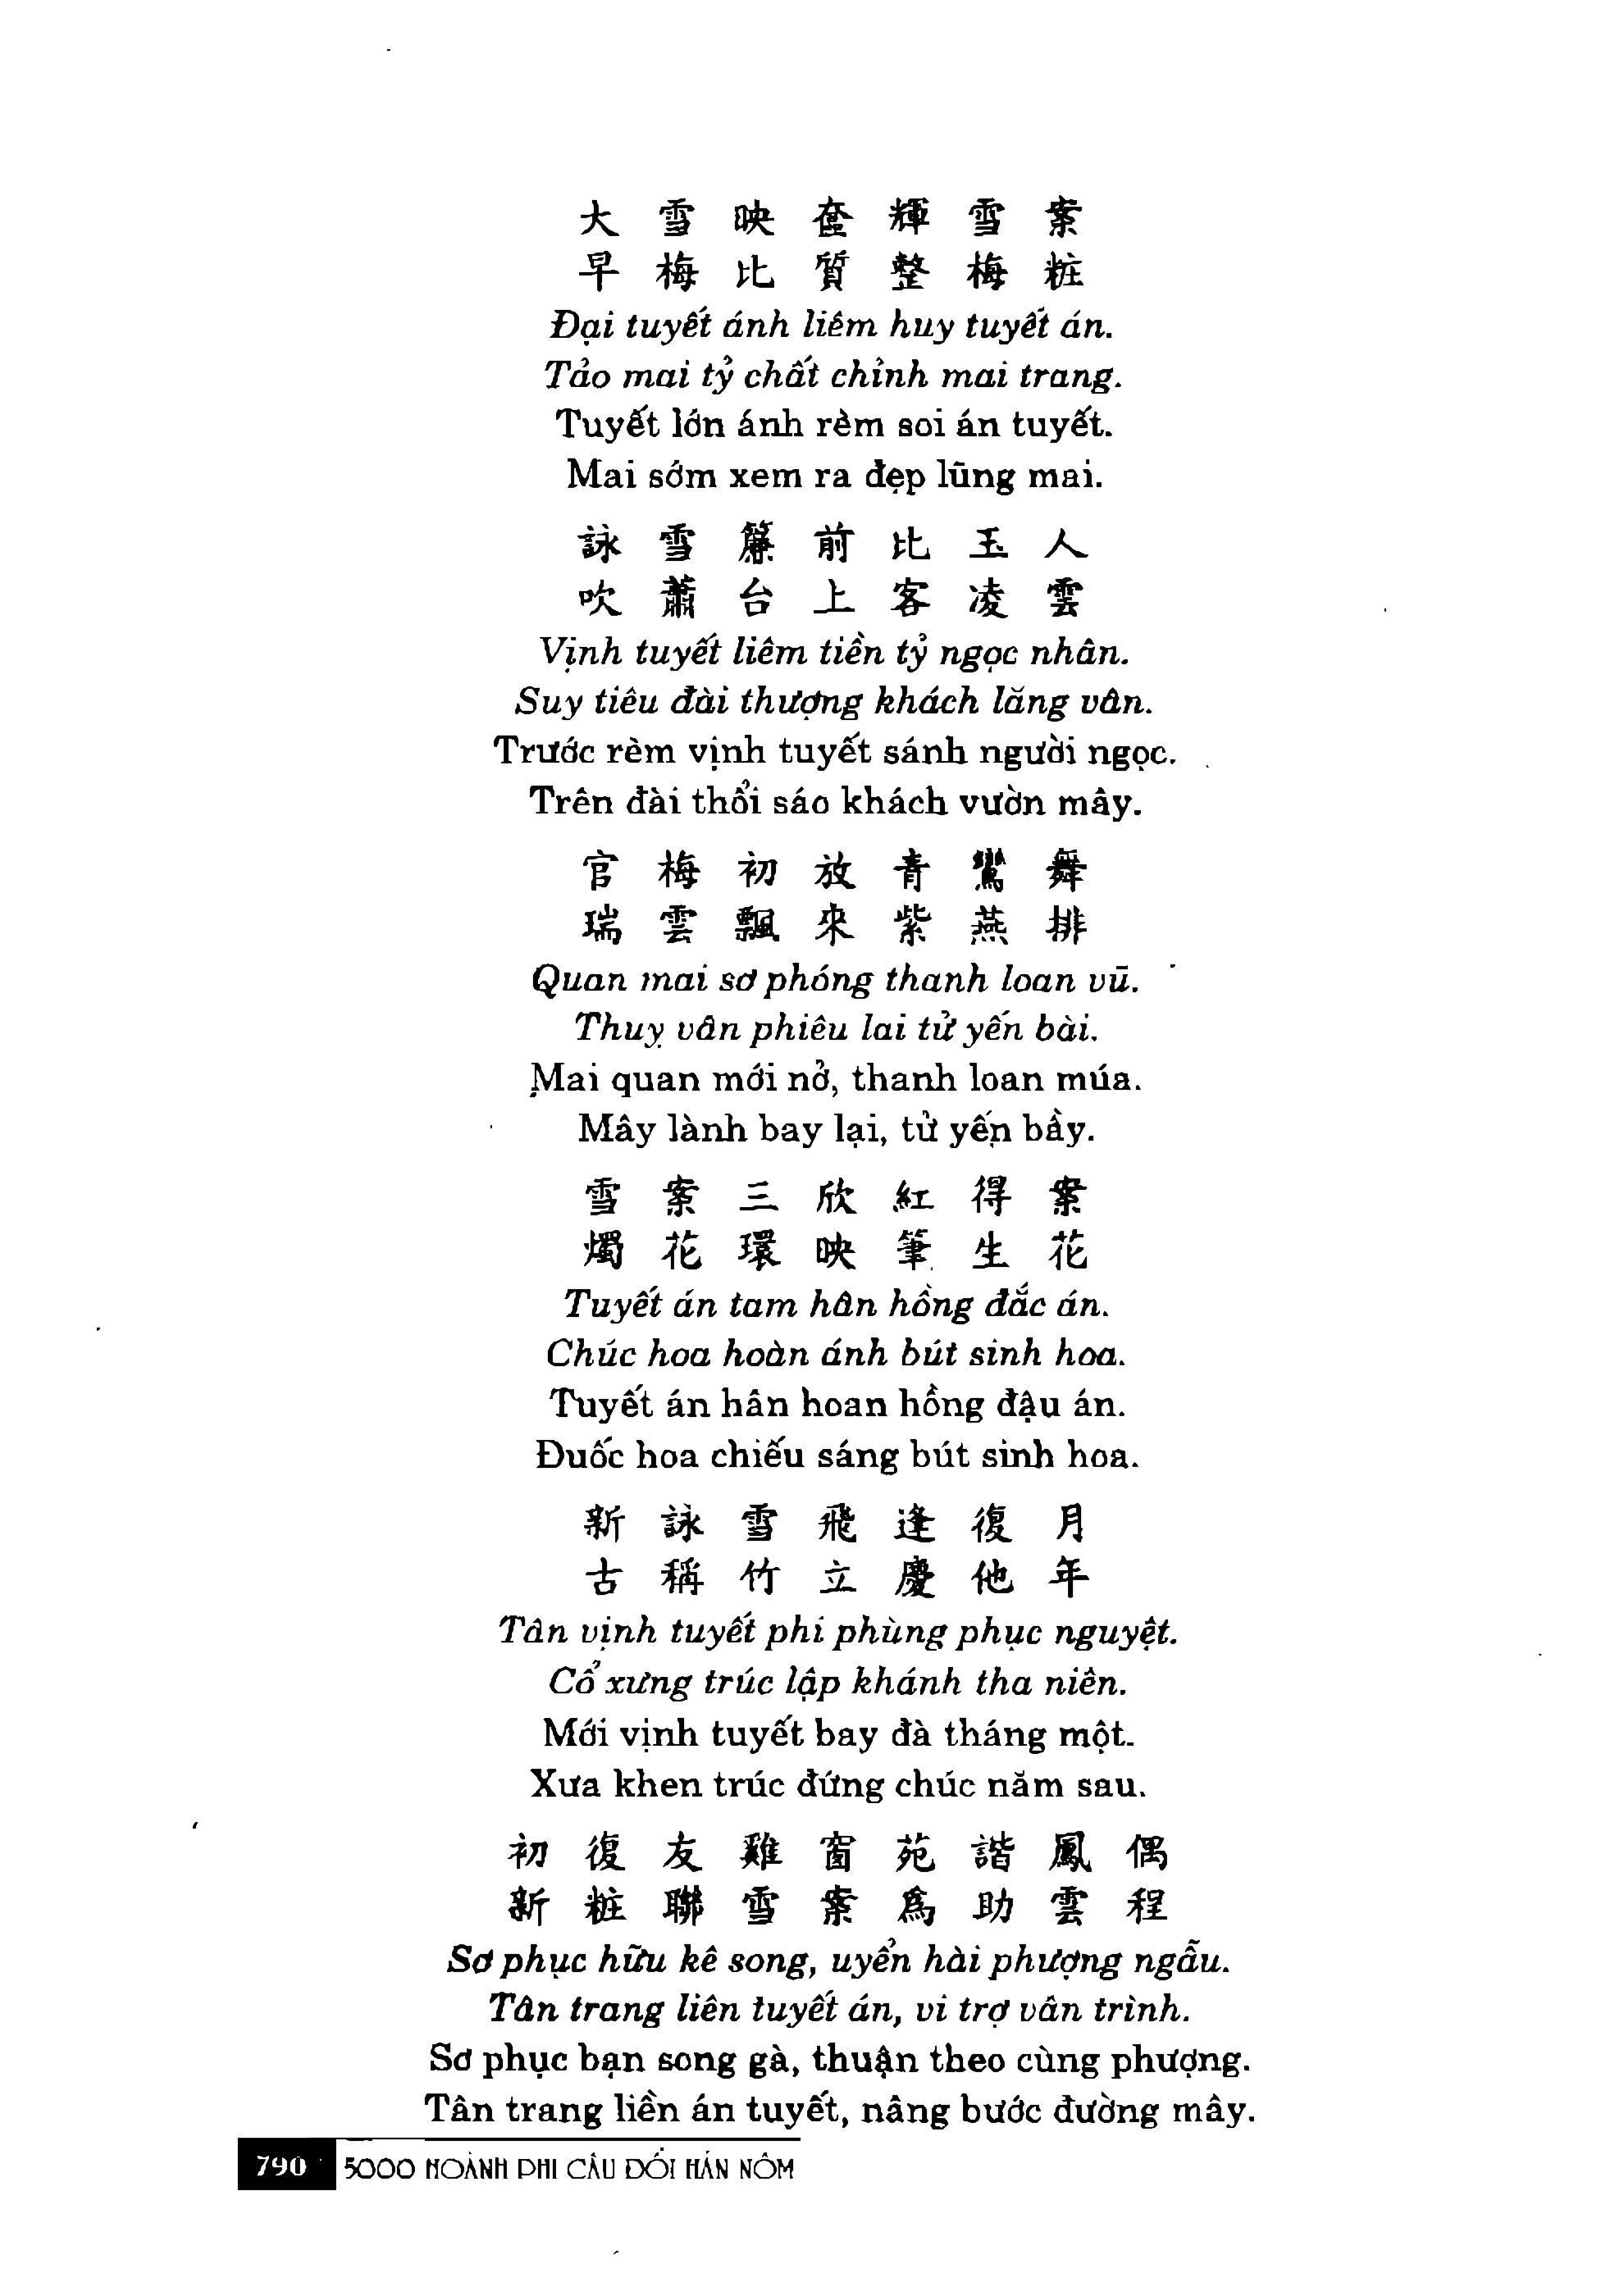 大雪映奩輝雪案
早梅比質整梅粧
Đại tuyết ánh liêm huy tuyết án.
Tảo mai tỷ chất chỉnh mai trang.
Tuyết lớn ánh rèm soi án tuyết.
Mai sớm xem ra đẹp lũng mai.
詠雪簾前比玉人
吹蕭台上客凌雲
Vịnh tuyết liêm tiền tỷ ngọc nhân.
Suy tiêu đài thượng khách lăng vân.
Trước rèm vịnh tuyết sánh người ngọc.
Trên đài thổi sáo khách vườn mây.
官梅初放青鸞舞
瑞雲飄來紫燕排
Quan mai sơ phóng thanh loan vũ.
Thuỵ vân phiêu lai tử yến bài.
Mai quan mới nở, thanh loan múa.
Mây lành bay lại, tử yến bầy.
雪案三欣紅得案
燭花環映筆生花
Tuyết án tam hân hồng đắc án.
Chúc hoa hoàn ánh bút sinh hoa.
Tuyết án hân hoan hồng đậu án.
Đuốc hoa chiếu sáng bút sinh hoa.
新詠雪飛逢復月
古稱竹立慶他年
Tân vịnh tuyết phi phùng phục nguyệt.
Cổ xưng trúc lập khánh tha niên.
Mới vịnh tuyết bay đà tháng một.
Xưa khen trúc đứng chúc năm sau.
初復友雞窗苑諧鳳偶
新粧聯雪案為助雲程
Sơ phục hữu kê song, uyển hài phượng ngẫu.
Tân trang liên tuyết án, vi trợ vân trình.
Sơ phục bạn song gà, thuận theo cùng phượng.
Tân trang liền án tuyết, nâng bước đường mây.
790 5000 HOÀNH PHI CÂU ĐỐI HÁN NÔM